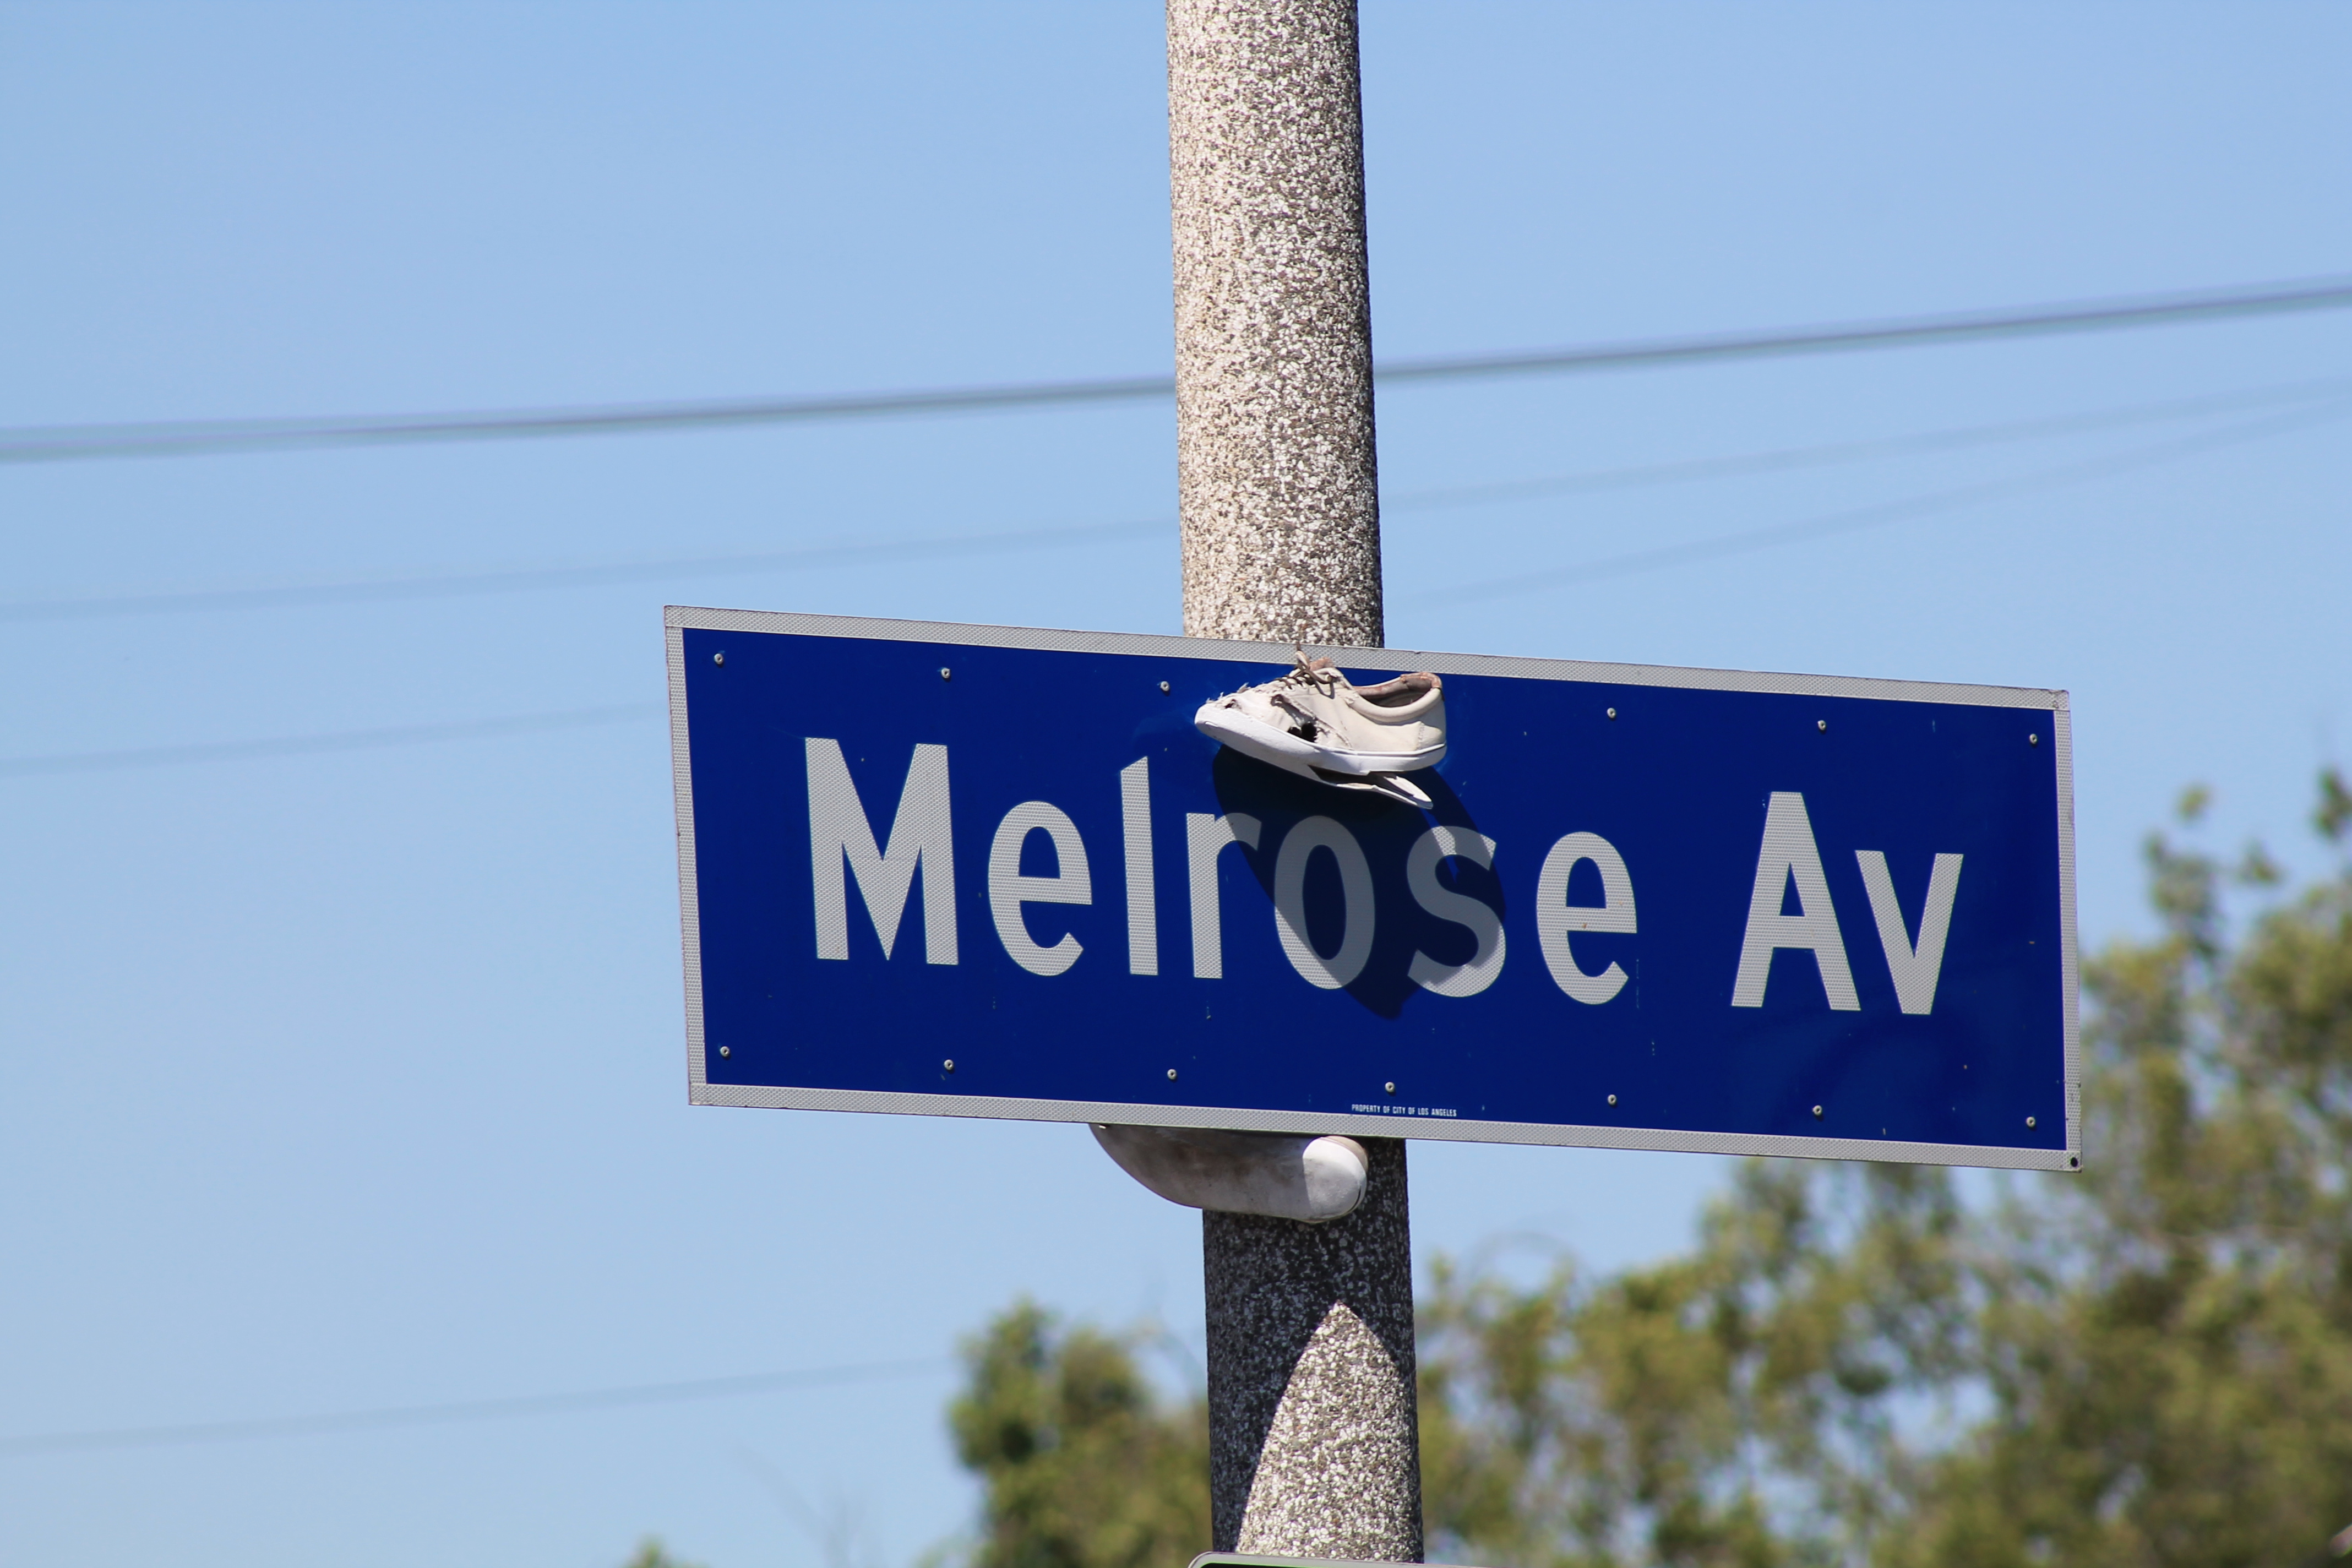 Melrose Av
PROPERTY OF CITY OF LOS ANGELES